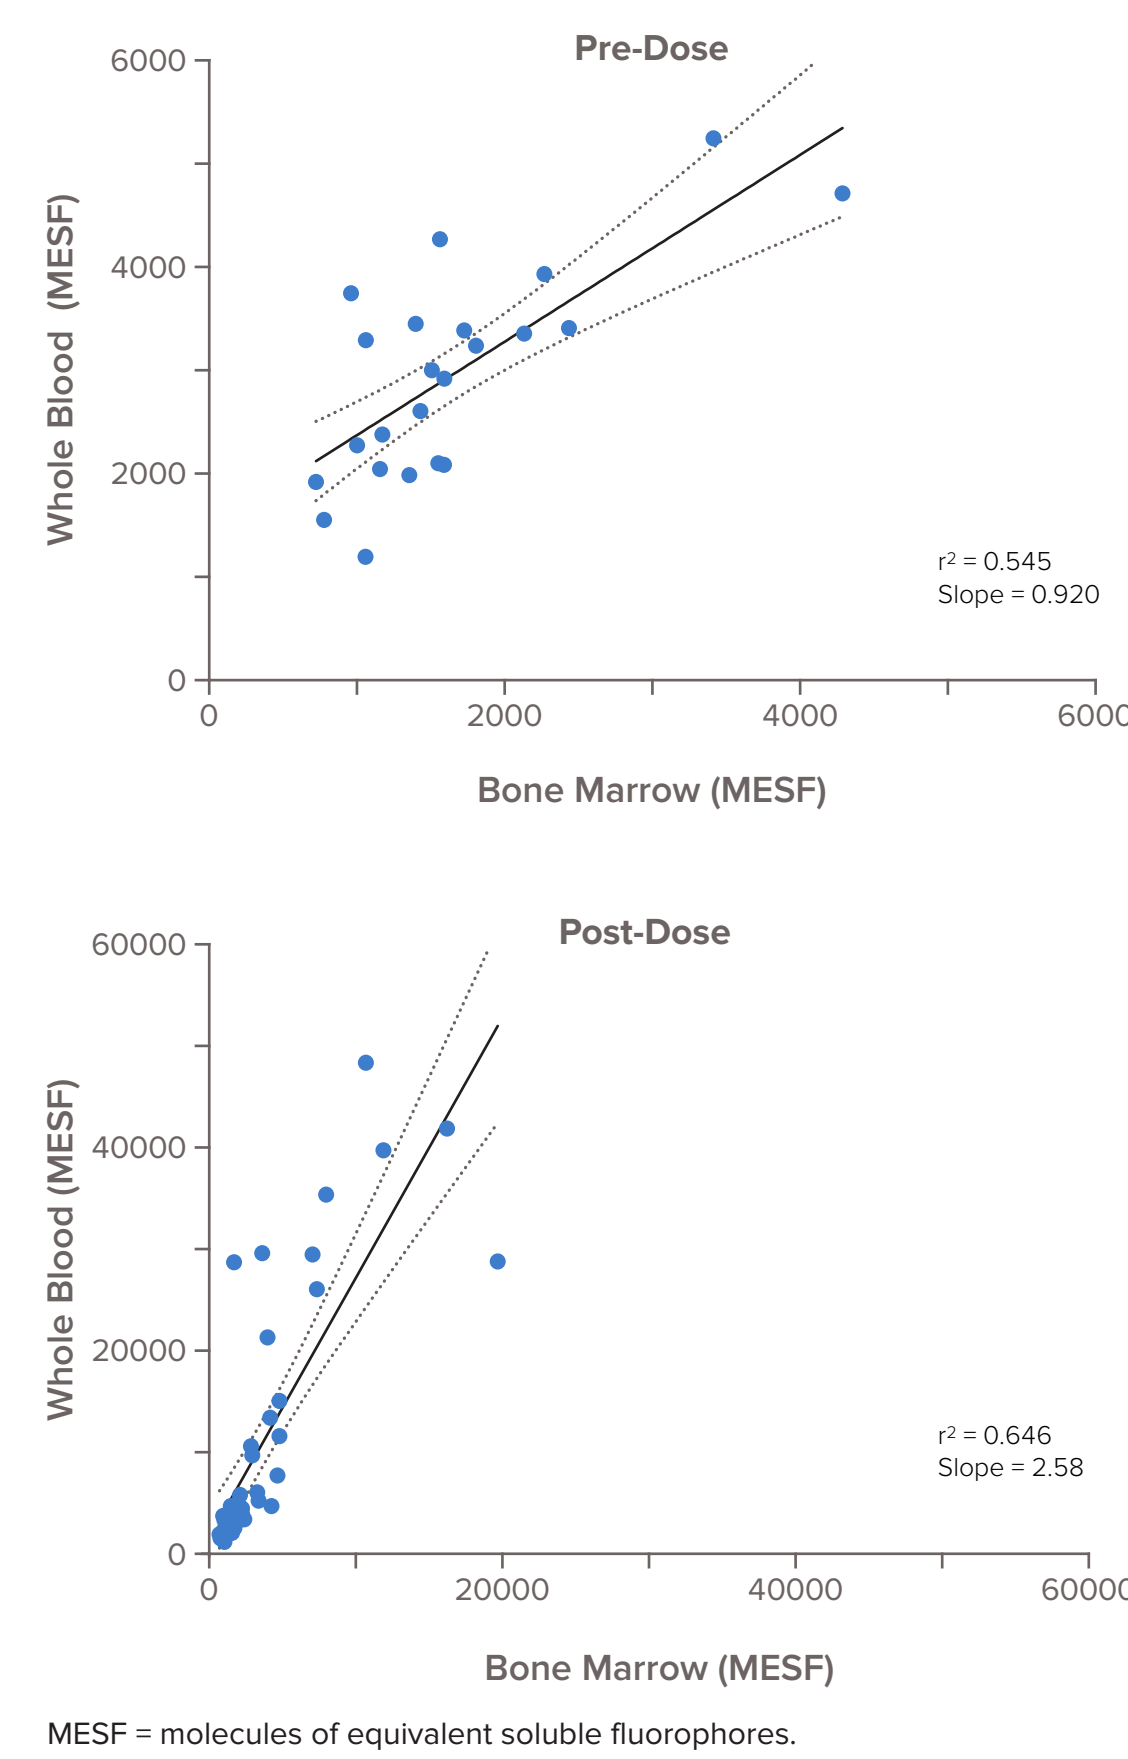 Pre-Dose
6000
4000
2000
0
Whole Blood (MESF)
r² = 0.545
Slope = 0.920
0 2000 4000 6000
Bone Marrow (MESF)
Post-Dose
60000
40000
20000
0
Whole Blood (MESF)
r² = 0.646
Slope = 2.58
0 20000 40000 60000
Bone Marrow (MESF)
MESF = molecules of equivalent soluble fluorophores.